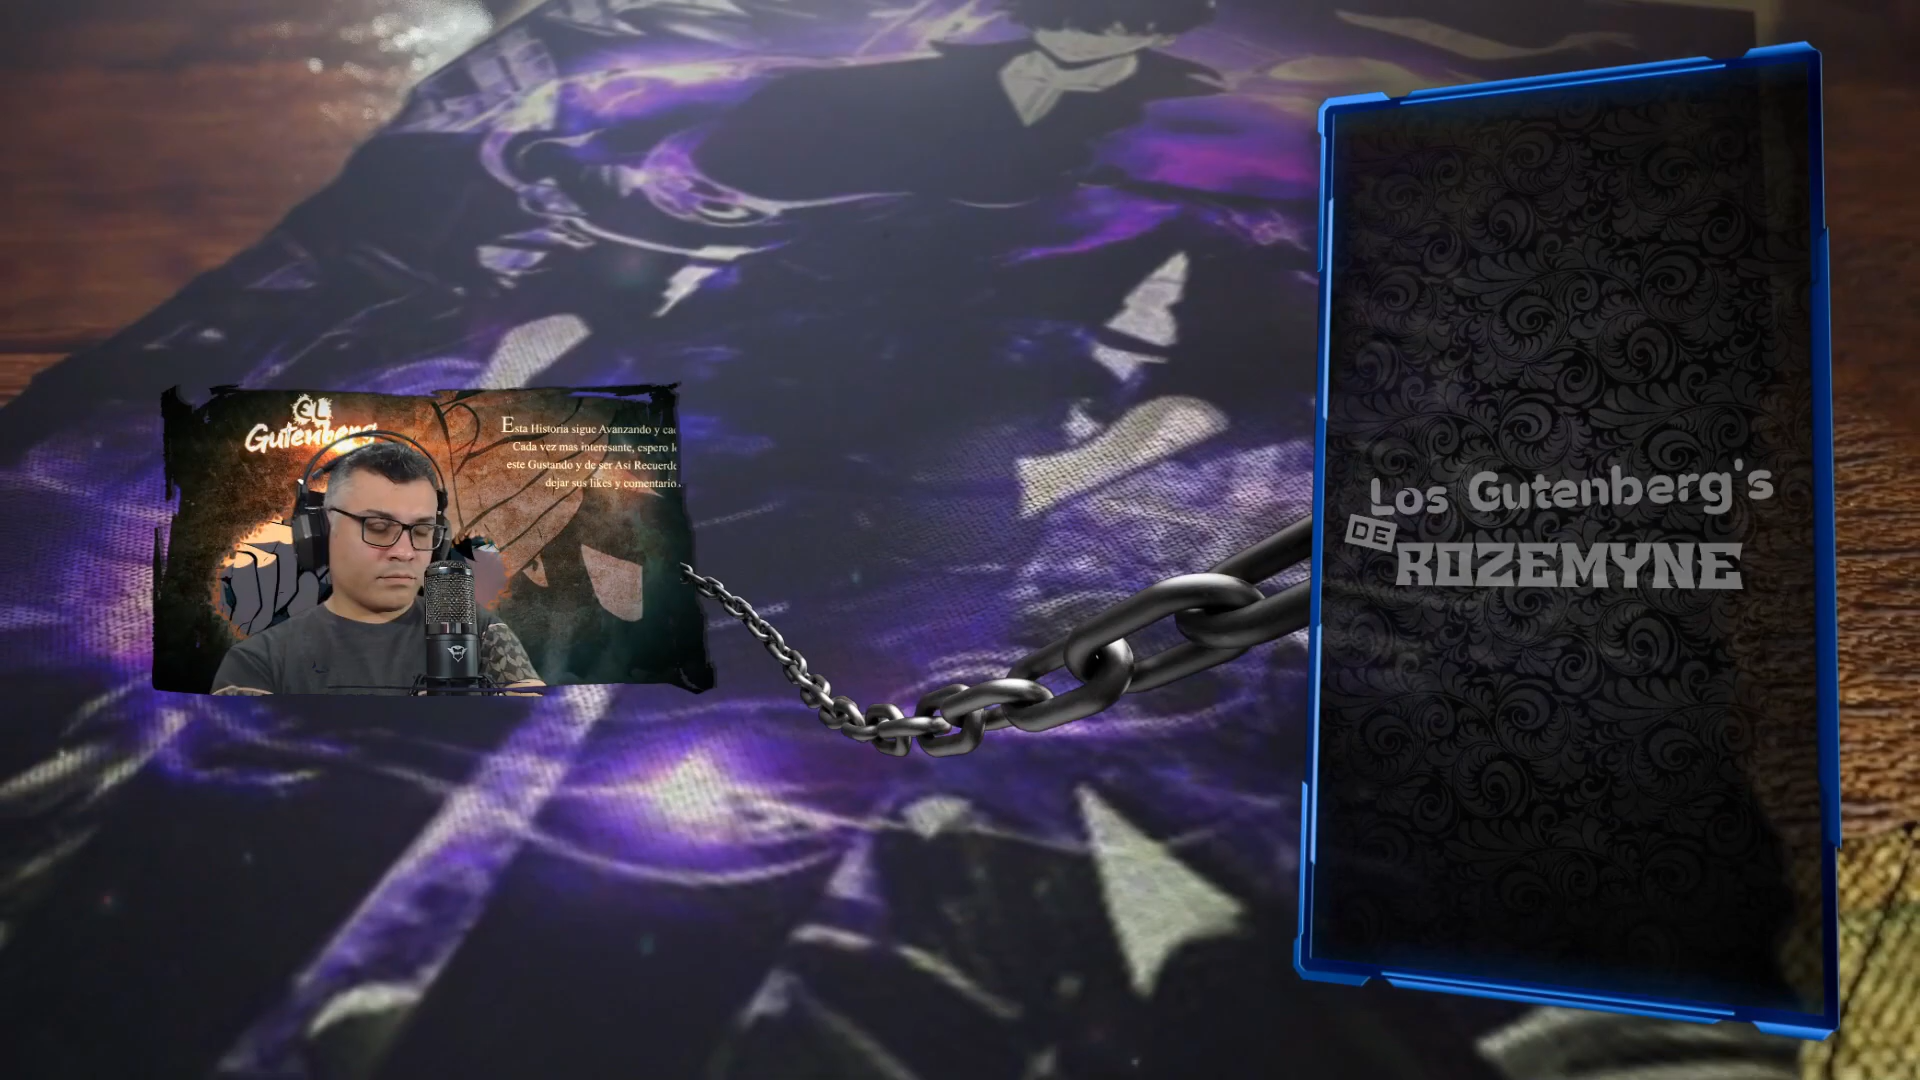 EL
Gutenberg
Esta Historia sigue Avanzando y
Cada vez mas interesante, espero
este Gustando y de ser Asi
dejar sus likes y comentario
Los Gutenberg's
DE
ROZEMYNE